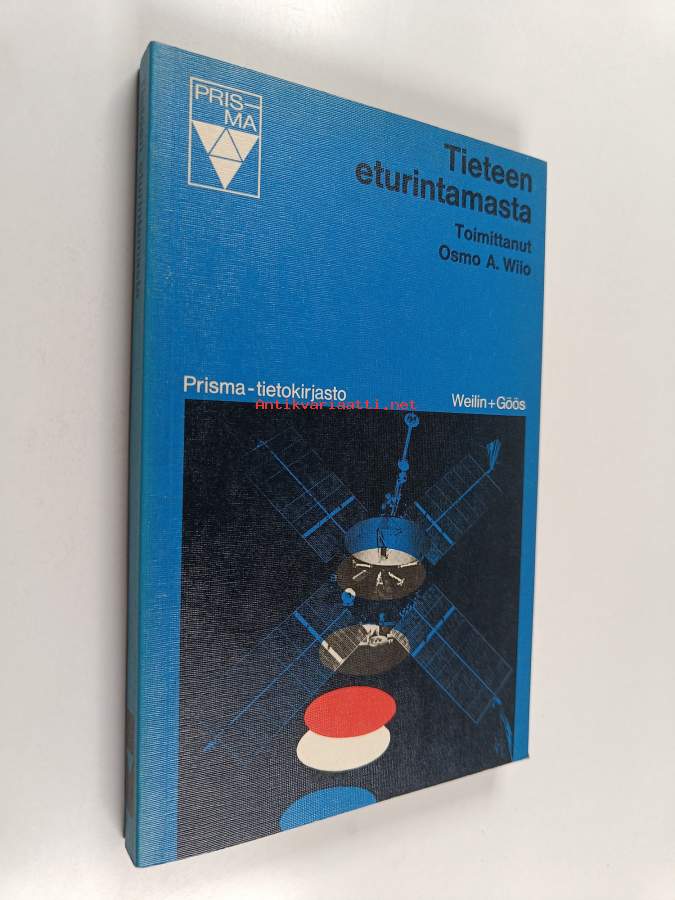 PRIS-
MA
Tieteen
eturintamasta
Toimittanut
Osmo A. Wiio
Prisma-tietokirjasto
Weilin+Göös
Antikvariaatti.net